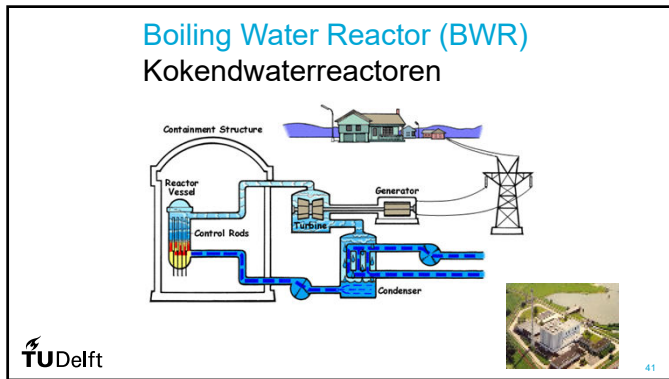 Boiling Water Reactor (BWR)
Kokendwaterreactoren
Containment Structure
Reactor
Vessel
Control Rods
Turbine
Generator
Condenser
TUDelft
41